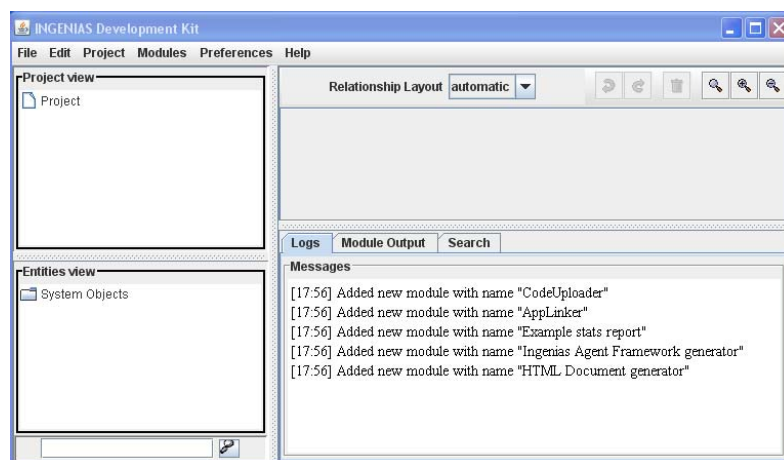 INGENIAS Development Kit
File Edit Project Modules Preferences Help
Project view
Project
Relationship Layout automatic
Logs Module Output Search
Messages
[17:56] Added new module with name "CodeUploader"
[17:56] Added new module with name "AppLinker"
[17:56] Added new module with name "Example stats report"
[17:56] Added new module with name "Ingenias Agent Framework generator"
[17:56] Added new module with name "HTML Document generator"
Entities view
System Objects